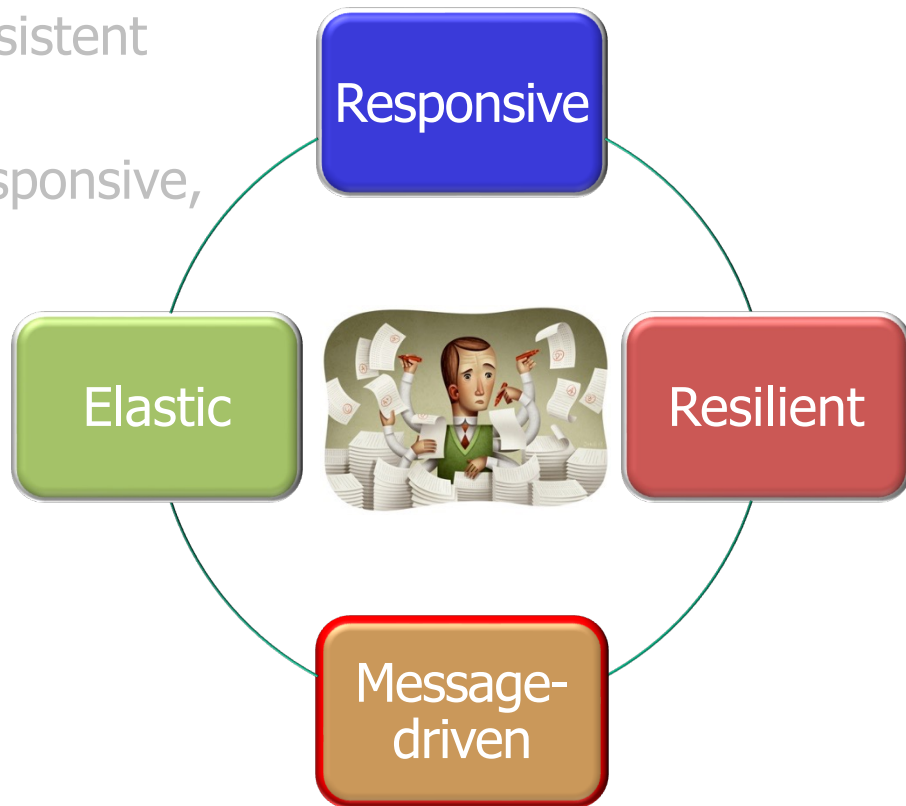 sistent
Responsive
sponsive,
Elastic
Resilient
Message-
driven